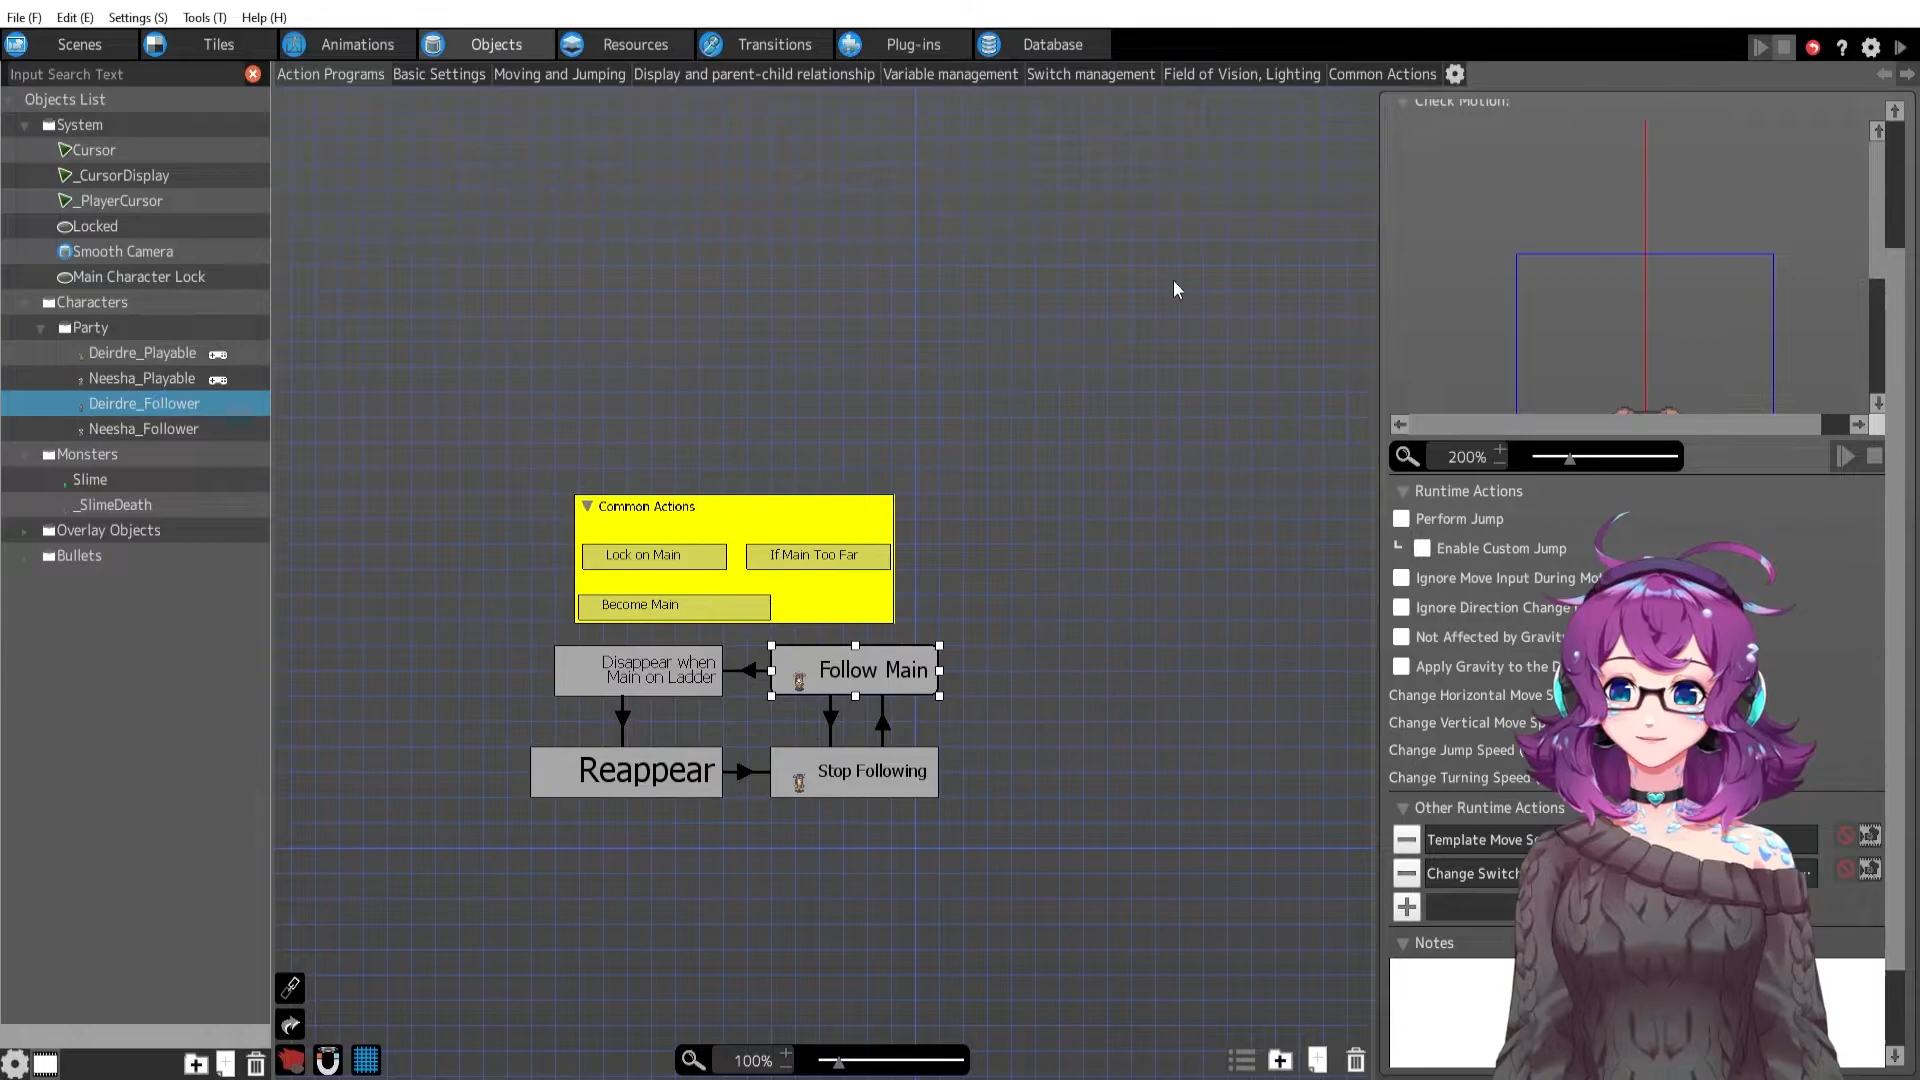 File (F) Edit (E) Settings (S) Tools (T) Help (H)
Scenes Tiles Animations Objects Resources Transitions Plug-ins Database
Input Search Text
Action Programs Basic Settings Moving and Jumping Display and parent-child relationship Variable management Switch management Field of Vision, Lighting Common Actions
Objects List
System
Cursor
_CursorDisplay
_PlayerCursor
Locked
Smooth Camera
Main Character Lock
Characters
Party
Deirdre_Playable
Neesha_Playable
Deirdre_Follower
Neesha_Follower
Monsters
Slime
_SlimeDeath
Overlay Objects
Bullets
Common Actions
Lock on Main
If Main Too Far
Become Main
Disappear when
Main on Ladder
Follow Main
Reappear
Stop Following
100%
Check Motion:
200%
Runtime Actions
Perform Jump
Enable Custom Jump
Ignore Move Input During Mo
Ignore Direction Change
Not Affected by Gravit
Apply Gravity to the D
Change Horizontal Move S
Change Vertical Move Sp
Change Jump Speed (
Change Turning Speed
Other Runtime Actions
Template Move Se
Change Switch
Notes